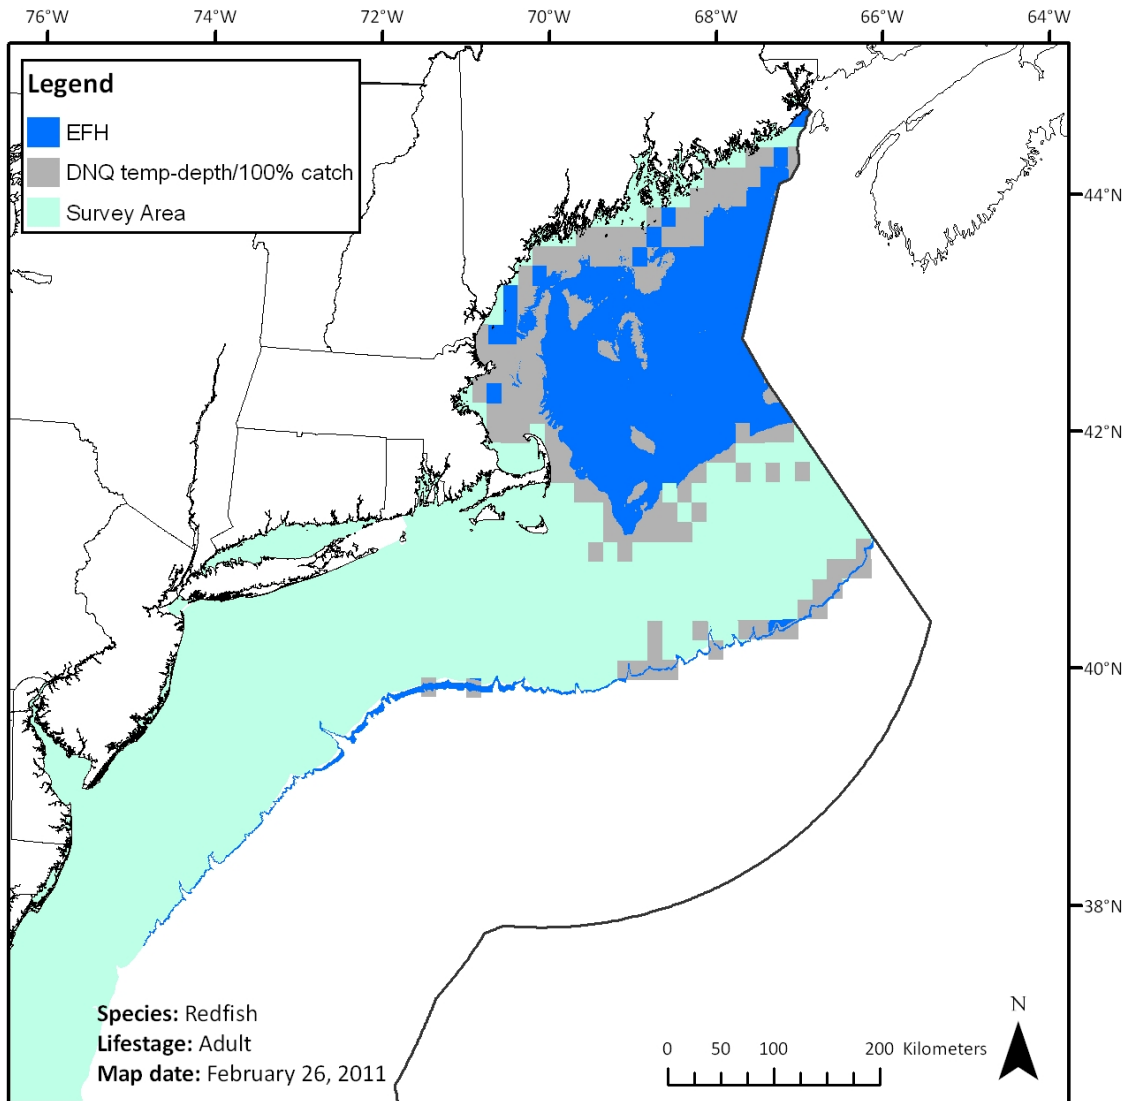 76°W 74°W 72°W 70°W 68°W 66°W 64°W
Legend
EFH
DNQ temp-depth/100% catch
Survey Area
44°N
42°N
40°N
38°N
Species: Redfish
Lifestage: Adult
Map date: February 26, 2011
N
0 50 100 200 Kilometers